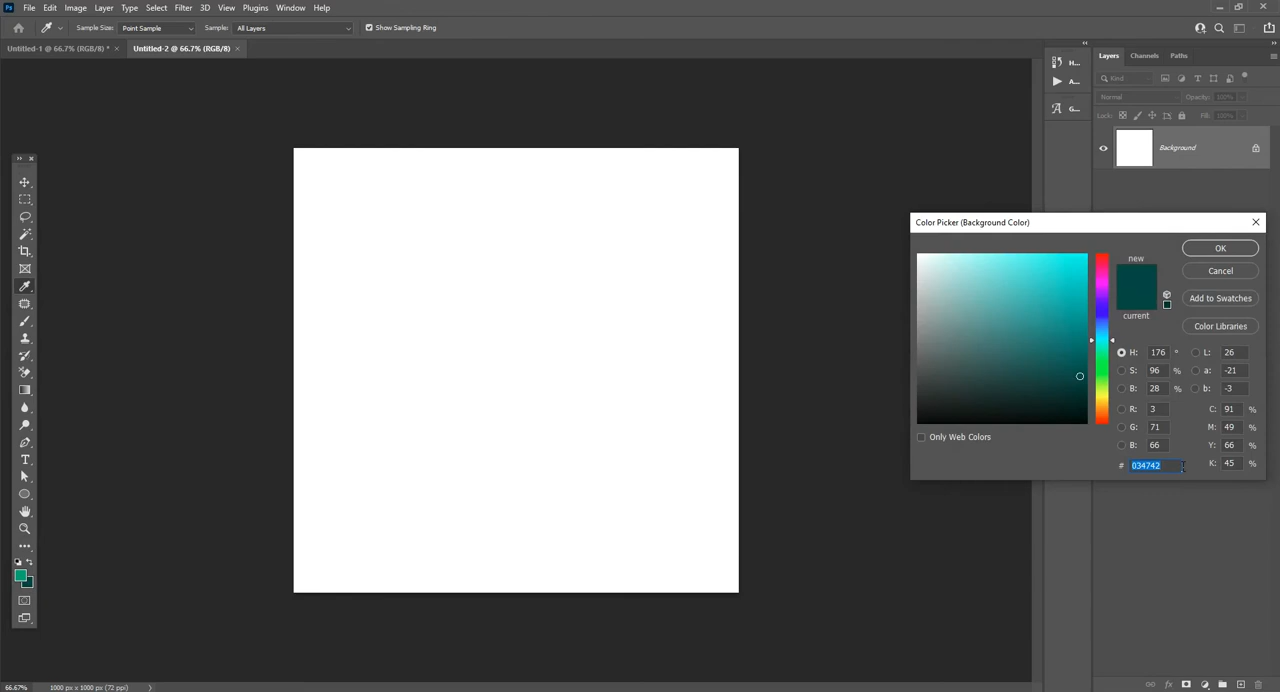 Ps File Edit Image Layer Type Select Filter 3D View Plugins Window Help
Sample Size: Point Sample Sample: All Layers Show Sampling Ring
Untitled-1 @ 66.7% (RGB/8) * × Untitled-2 @ 66.7% (RGB/8) ×
H...
A...
G...
Layers Channels Paths
Kind
Normal Opacity: 100%
Lock: Fill: 100%
Background
Color Picker (Background Color)
new
current
OK
Cancel
Add to Swatches
Color Libraries
Only Web Colors
H: 176 ° L: 26
S: 96 % a: -21
B: 28 % b: -3
R: 3 C: 91 %
G: 71 M: 49 %
B: 66 Y: 66 %
# 034742 K: 45 %
66.67% 1000 px x 1000 px (72 ppi)